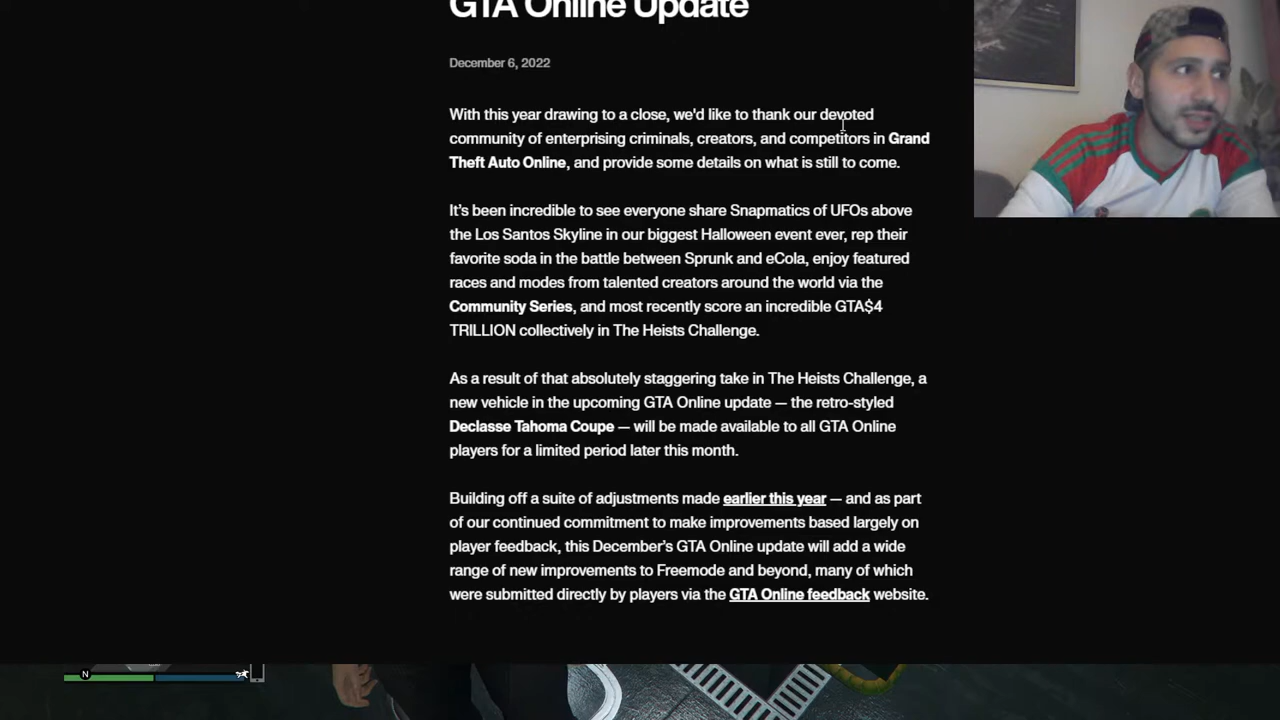 GTA Online Update
December 6, 2022
With this year drawing to a close, we'd like to thank our devoted
community of enterprising criminals, creators, and competitors in Grand
Theft Auto Online, and provide some details on what is still to come.
It’s been incredible to see everyone share Snapmatics of UFOs above
the Los Santos Skyline in our biggest Halloween event ever, rep their
favorite soda in the battle between Sprunk and eCola, enjoy featured
races and modes from talented creators around the world via the
Community Series, and most recently score an incredible GTA$4
TRILLION collectively in The Heists Challenge.
As a result of that absolutely staggering take in The Heists Challenge, a
new vehicle in the upcoming GTA Online update — the retro-styled
Declasse Tahoma Coupe — will be made available to all GTA Online
players for a limited period later this month.
Building off a suite of adjustments made earlier this year — and as part
of our continued commitment to make improvements based largely on
player feedback, this December’s GTA Online update will add a wide
range of new improvements to Freemode and beyond, many of which
were submitted directly by players via the GTA Online feedback website.
N